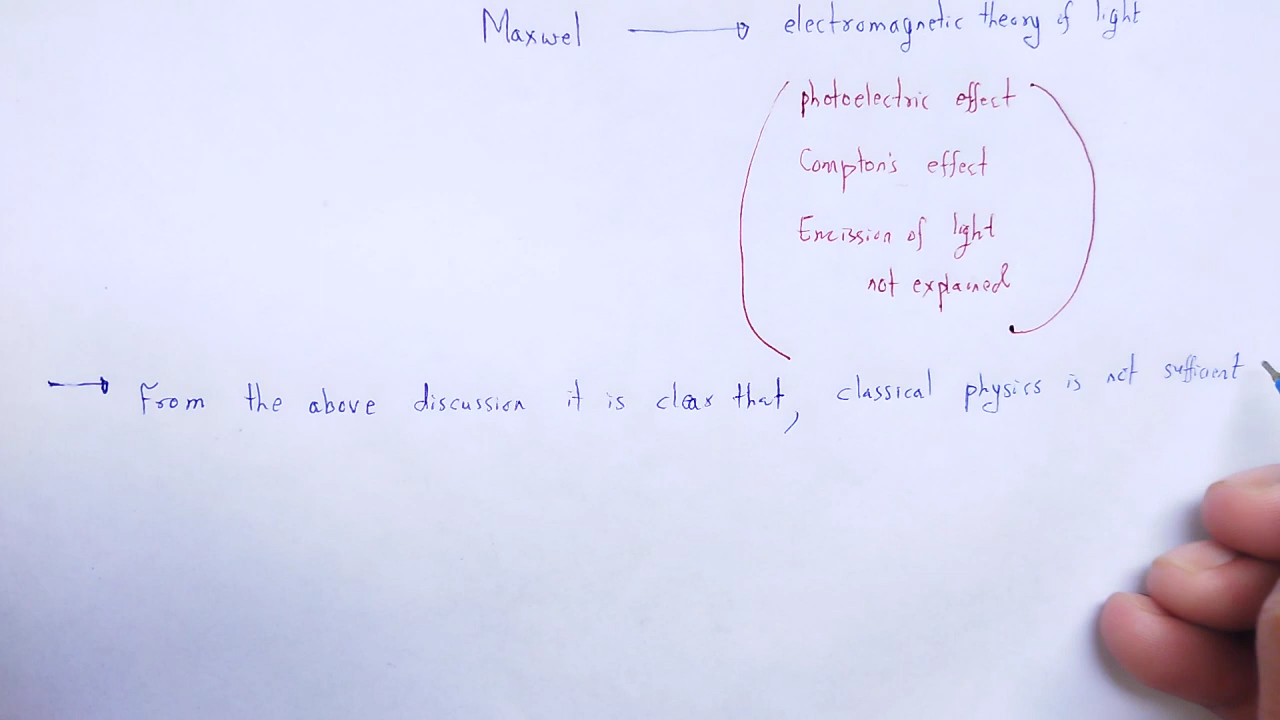 Maxwel → electromagnetic theory of light
photoelectric effect
Compton's effect
Emission of light
not explained
→ From the above discussion it is clear that, classical physics is not sufficient